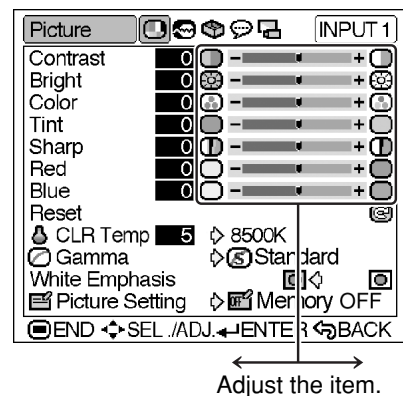 Picture INPUT 1
Contrast 0 - +
Bright 0 - +
Color 0 - +
Tint 0 - +
Sharp 0 - +
Red 0 - +
Blue 0 - +
Reset
CLR Temp 5 8500K
Gamma S Standard
White Emphasis
Picture Setting OFF Memory OFF
END SEL ./ADJ. ENTER BACK
Adjust the item.